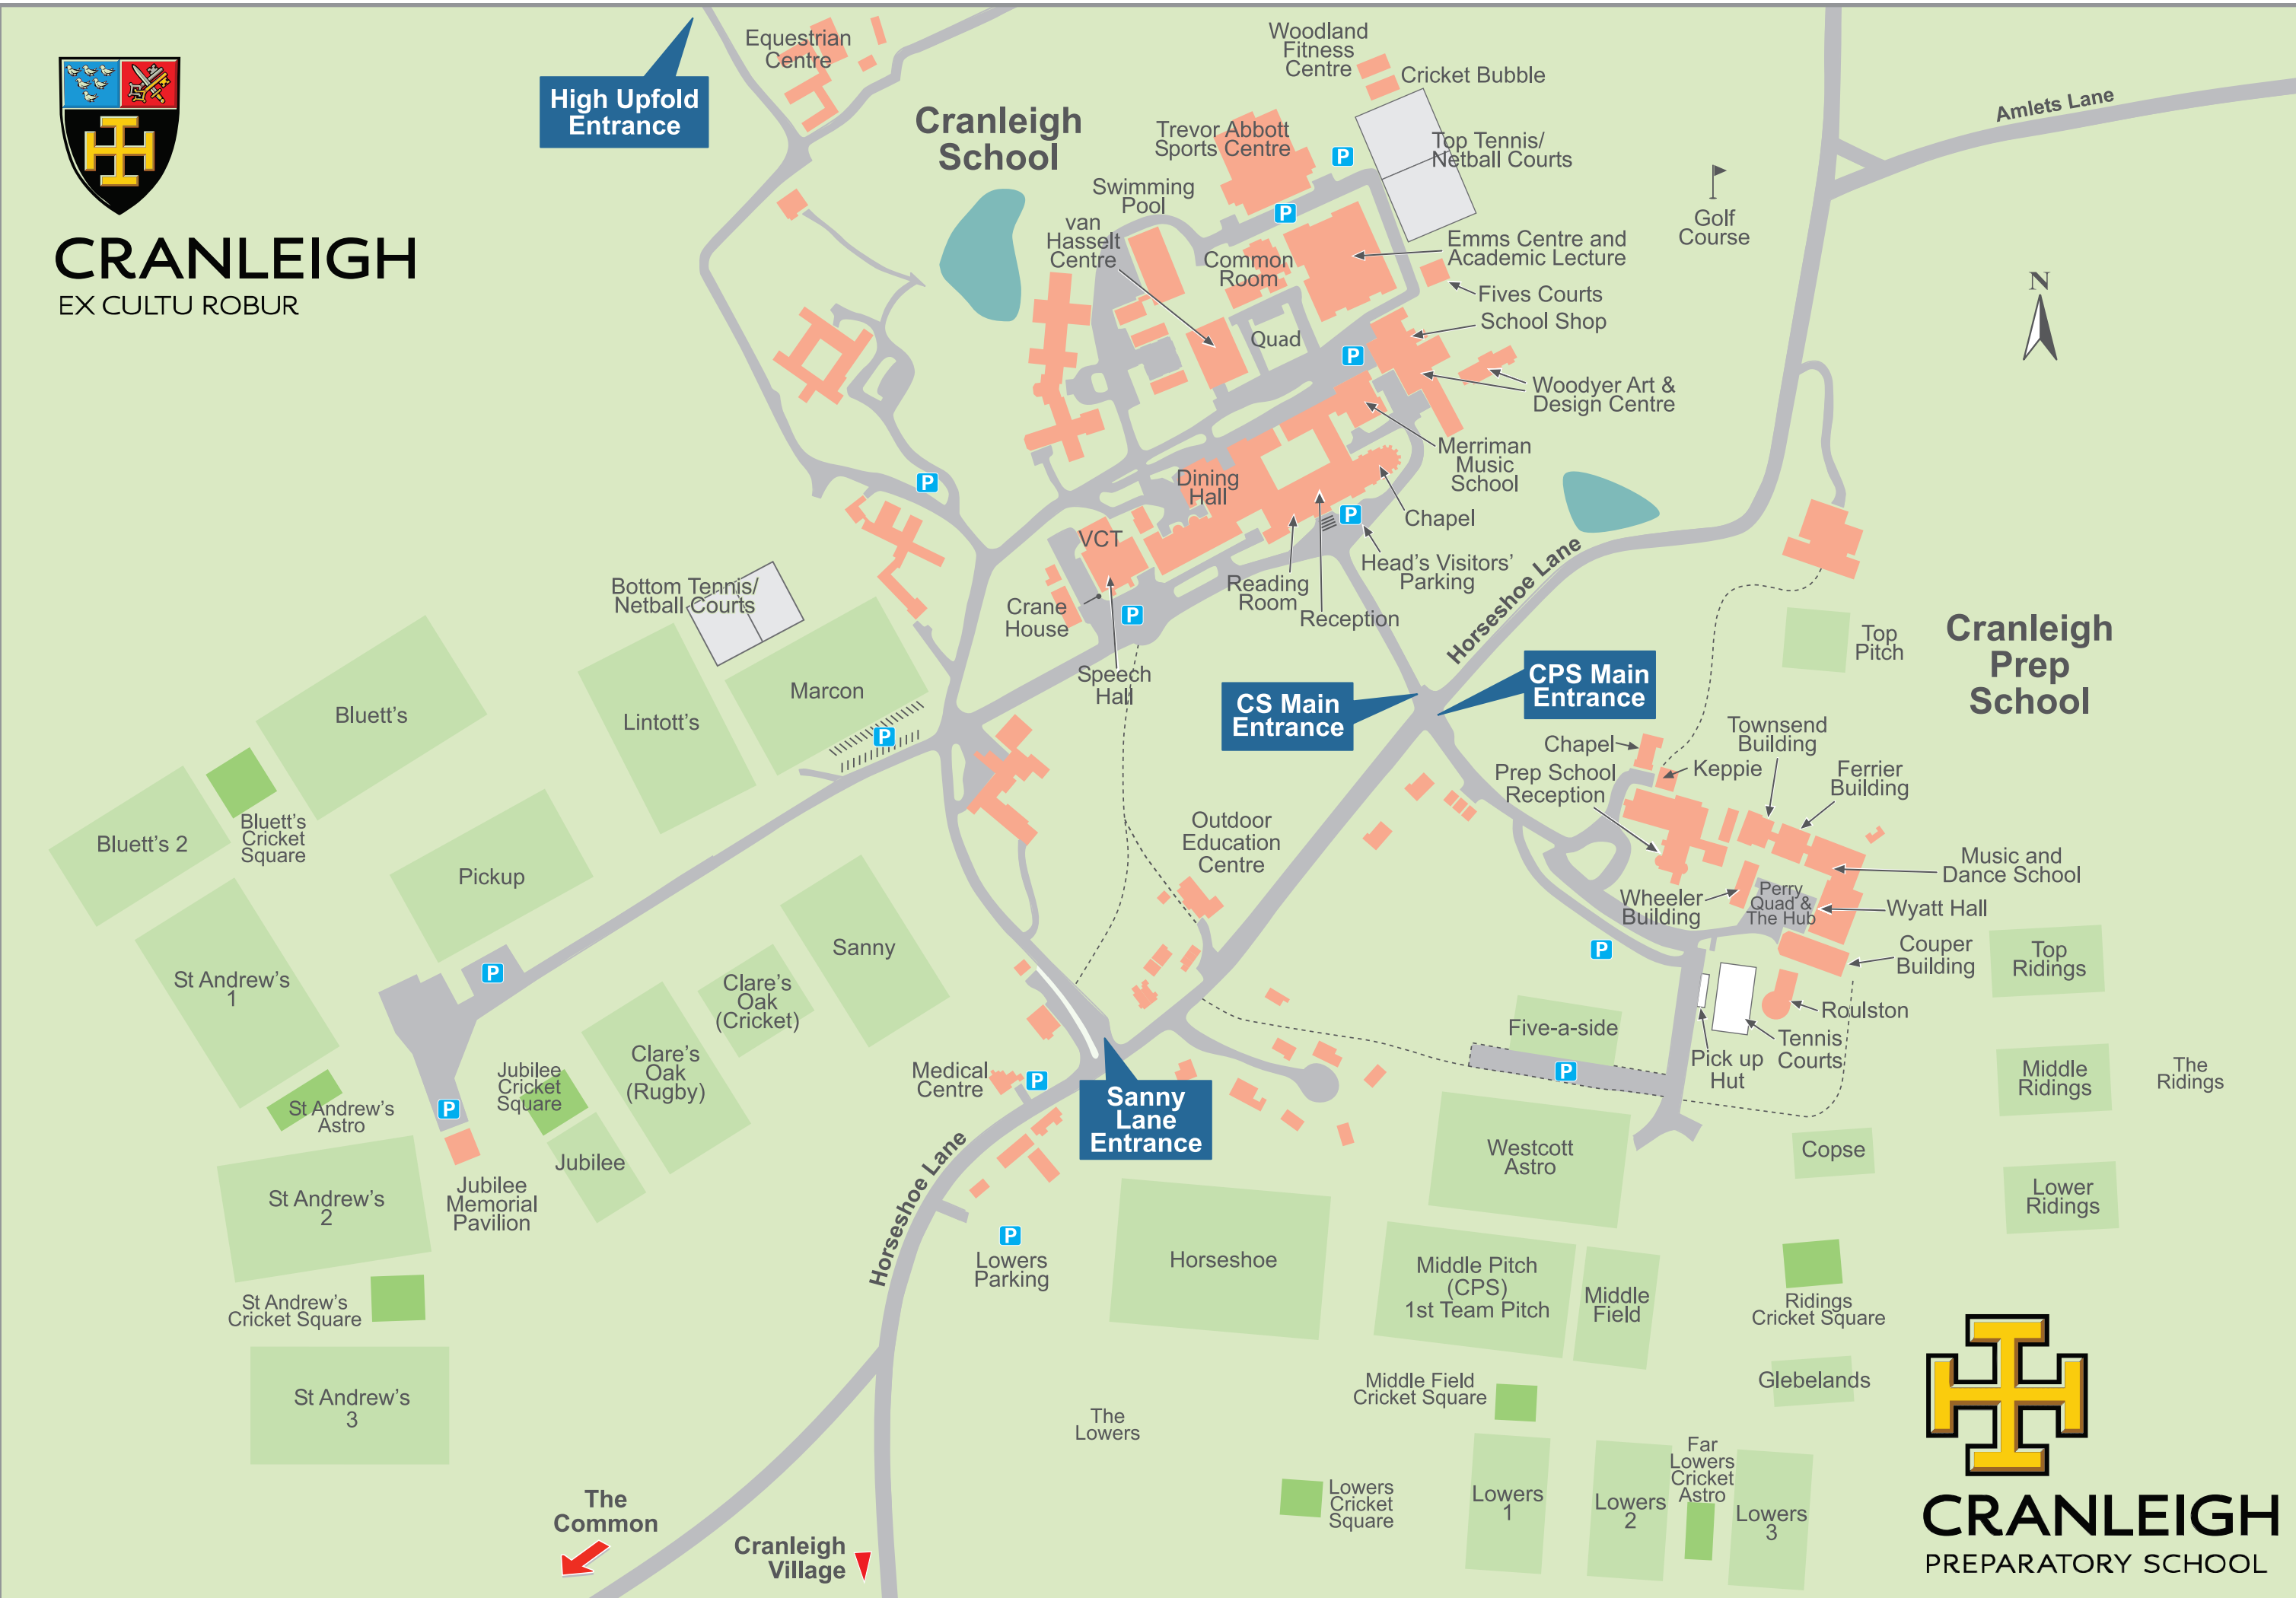 CRANLEIGH
EX CULTU ROBUR
High Upfold
Entrance
Equestrian
Centre
Cranleigh
School
Woodland
Fitness
Centre
Cricket Bubble
Trevor Abbott
Sports Centre
P
Top Tennis/
Netball Courts
Amlets Lane
Swimming
Pool
P
van
Hasselt
Centre
Common
Room
Emms Centre and
Academic Lecture
Golf
Course
Fives Courts
N
School Shop
Quad
P
Woodyer Art &
Design Centre
Merriman
Music
School
P
Dining
Hall
Chapel
P
VCT
Head's Visitors'
Parking
Reading
Room
Reception
Crane
House
P
Speech
Hall
Horseshoe Lane
Bottom Tennis/
Netball Courts
Marcon
Lintott's
P
Bluett's
Bluett's 2
Bluett's
Cricket
Square
Pickup
CS Main
Entrance
CPS Main
Entrance
Top
Pitch
Cranleigh
Prep
School
Townsend
Building
Chapel
Keppie
Prep School
Reception
Ferrier
Building
Outdoor
Education
Centre
Music and
Dance School
Wheeler
Building
Perry
Quad &
The Hub
Wyatt Hall
Couper
Building
P
Top
Ridings
Roulston
Tennis
Courts
Pick up
Hut
Five-a-side
P
Middle
Ridings
The
Ridings
Sanny
Clare's
Oak
(Cricket)
Clare's
Oak
(Rugby)
St Andrew's
1
P
Jubilee
Cricket
Square
St Andrew's
Astro
P
Jubilee
Jubilee
Memorial
Pavilion
St Andrew's
2
St Andrew's
Cricket Square
St Andrew's
3
Medical
Centre
P
Sanny
Lane
Entrance
Horseshoe Lane
P
Lowers
Parking
Horseshoe
Westcott
Astro
Copse
Lower
Ridings
Middle Pitch
(CPS)
1st Team Pitch
Middle
Field
Ridings
Cricket Square
Middle Field
Cricket Square
Glebelands
The
Lowers
Lowers
Cricket
Square
Lowers
1
Lowers
2
Far
Lowers
Cricket
Astro
Lowers
3
The
Common
Cranleigh
Village
CRANLEIGH
PREPARATORY SCHOOL